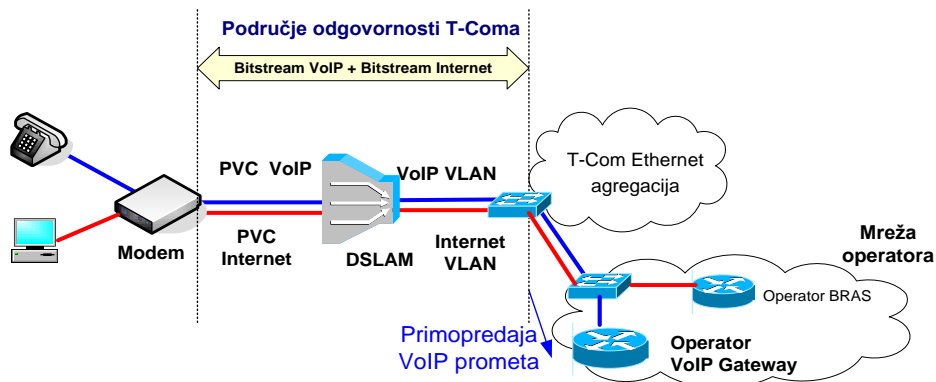 Područje odgovornosti T-Coma
Bitstream VoIP + Bitstream Internet
T-Com Ethernet
agregacija
PVC VoIP
VoIP VLAN
Modem
PVC
Internet
DSLAM
Internet
VLAN
Mreža
operatora
Operator BRAS
Primopredaja
VoIP prometa
Operator
VoIP Gateway